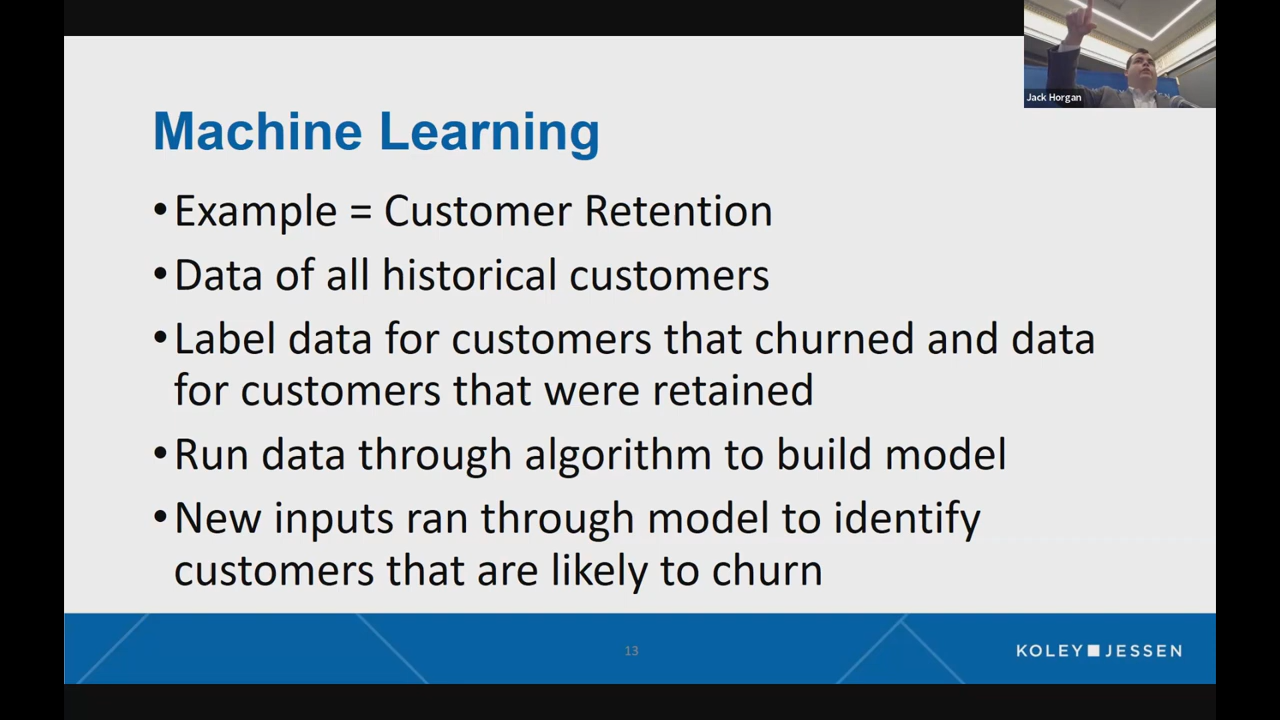 Jack Horgan
Machine Learning
•Example = Customer Retention
•Data of all historical customers
•Label data for customers that churned and data
for customers that were retained
•Run data through algorithm to build model
•New inputs ran through model to identify
customers that are likely to churn
13
KOLEY JESSEN